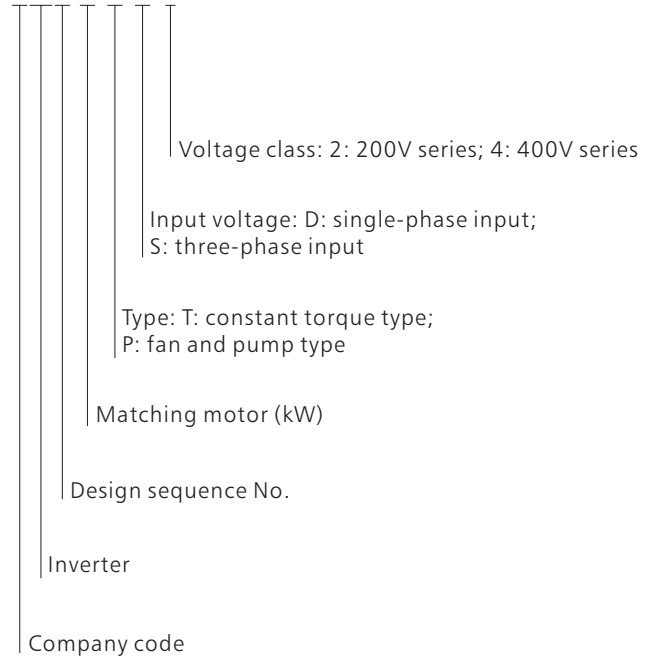 Voltage class: 2: 200V series; 4: 400V series
Input voltage: D: single-phase input;
S: three-phase input
Type: T: constant torque type;
P: fan and pump type
Matching motor (kW)
Design sequence No.
Inverter
Company code